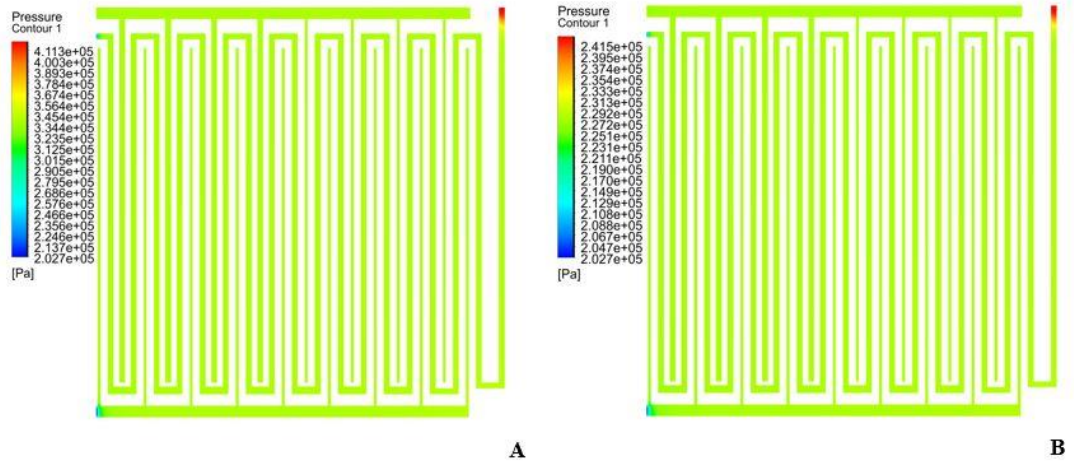 Pressure
Contour 1
4.113e+05
4.003e+05
3.893e+05
3.784e+05
3.674e+05
3.564e+05
3.454e+05
3.344e+05
3.235e+05
3.125e+05
3.015e+05
2.905e+05
2.795e+05
2.686e+05
2.576e+05
2.466e+05
2.356e+05
2.246e+05
2.137e+05
2.027e+05
[Pa]
A
Pressure
Contour 1
2.415e+05
2.395e+05
2.374e+05
2.354e+05
2.333e+05
2.313e+05
2.292e+05
2.272e+05
2.251e+05
2.231e+05
2.211e+05
2.190e+05
2.170e+05
2.149e+05
2.129e+05
2.108e+05
2.088e+05
2.067e+05
2.047e+05
2.027e+05
[Pa]
B